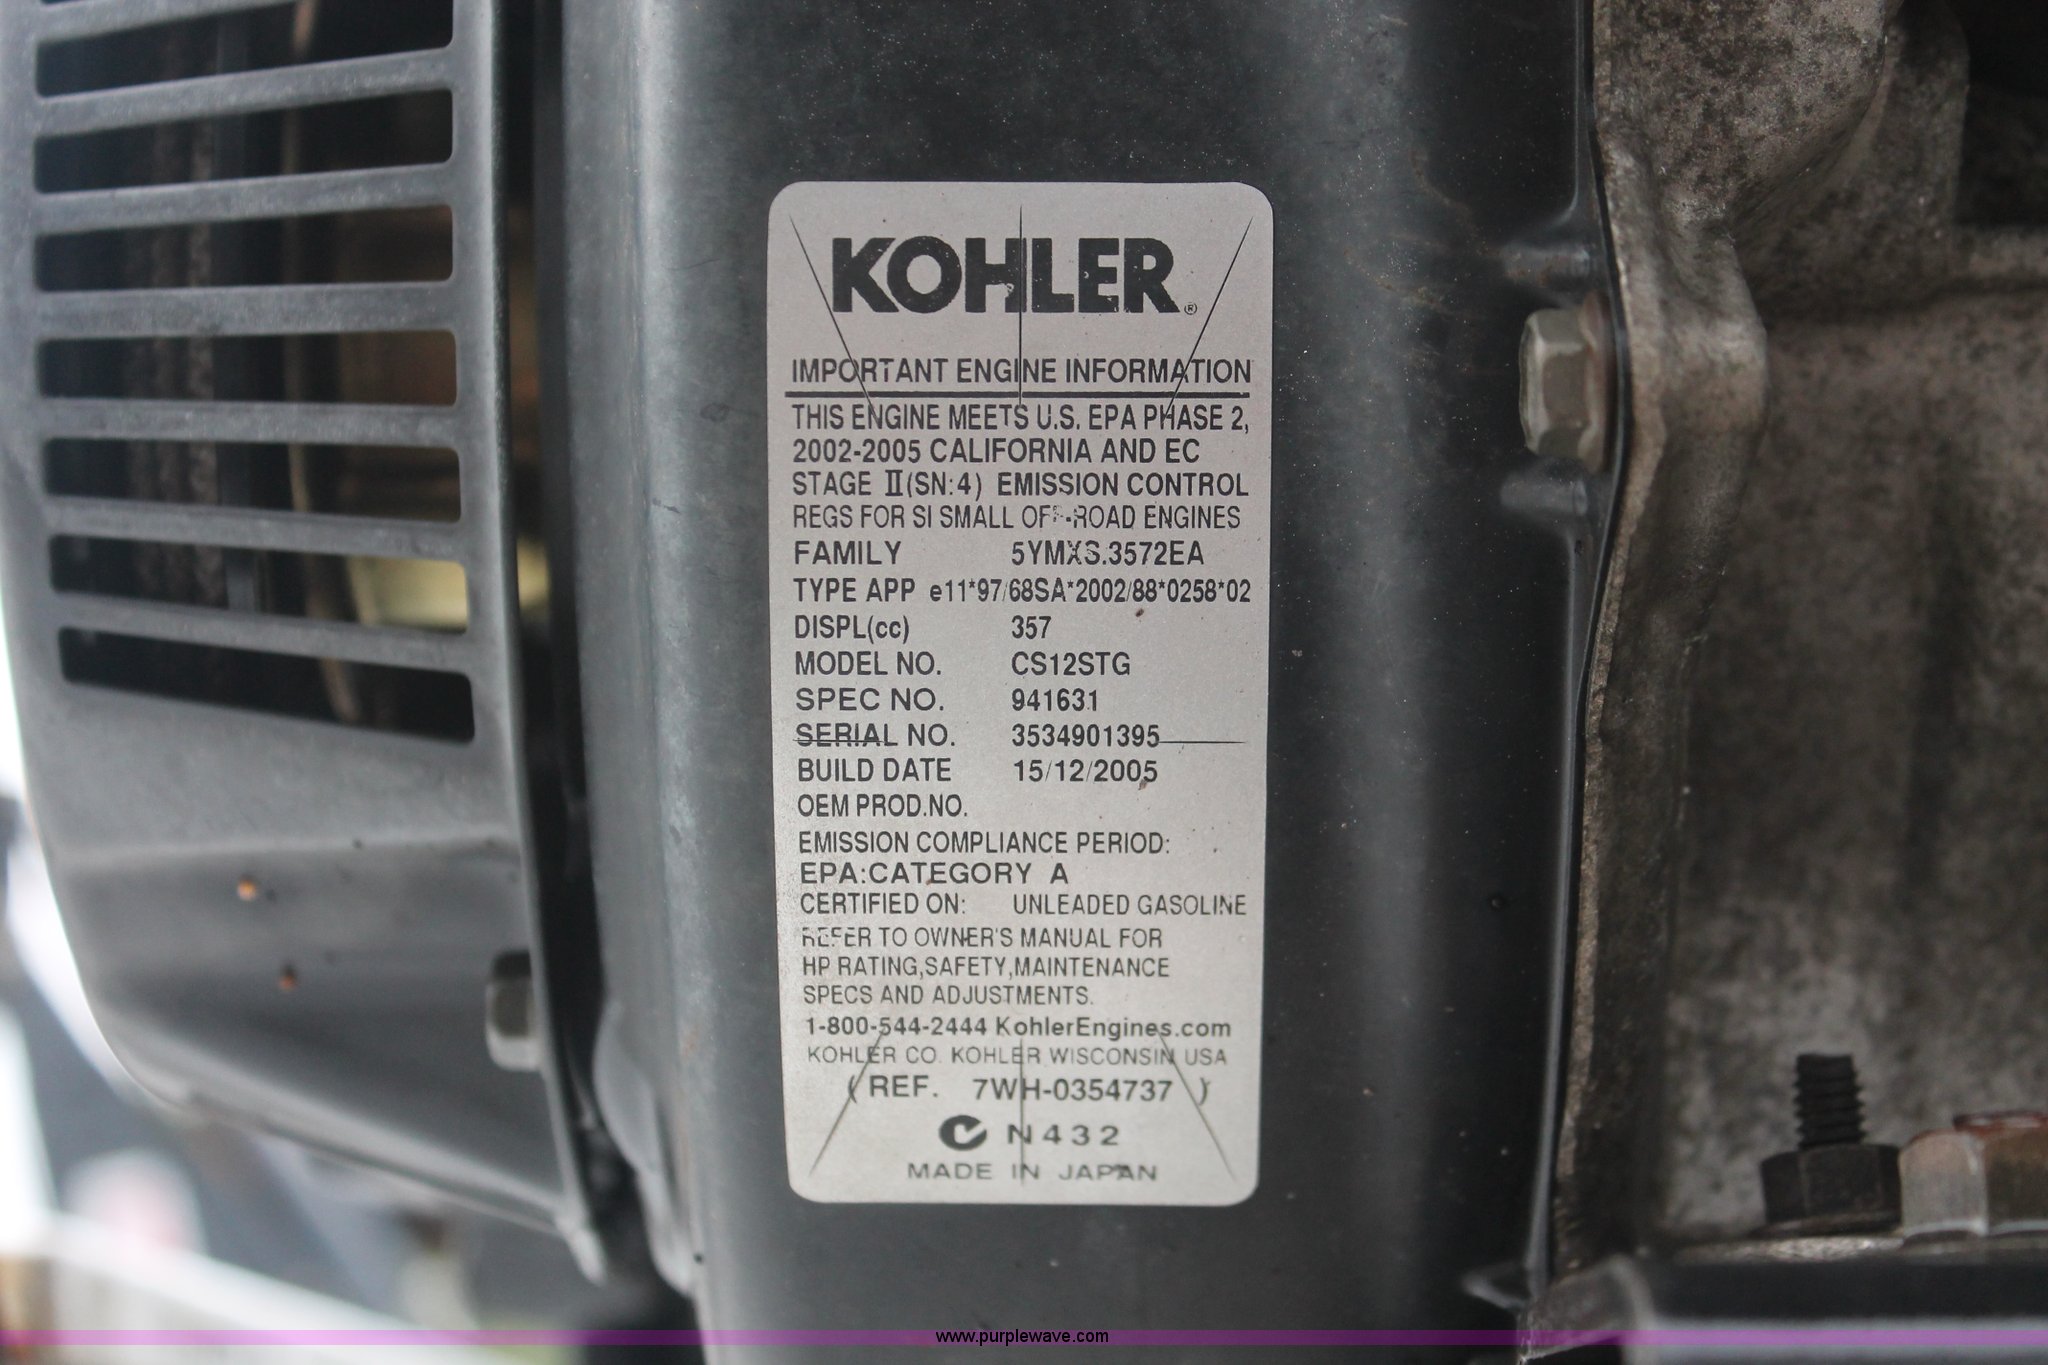 KOHLER®
IMPORTANT ENGINE INFORMATION
THIS ENGINE MEETS U.S. EPA PHASE 2,
2002-2005 CALIFORNIA AND EC
STAGE II (SN:4) EMISSION CONTROL
REGS FOR SI SMALL OFF-ROAD ENGINES
FAMILY 5YMXS.3572EA
TYPE APP e11*97/68SA*2002/88*0258*02
DISPL(cc) 357
MODEL NO. CS12STG
SPEC NO. 941631
SERIAL NO. 3534901395
BUILD DATE 15/12/2005
OEM PROD.NO.
EMISSION COMPLIANCE PERIOD:
EPA:CATEGORY A
CERTIFIED ON: UNLEADED GASOLINE
REFER TO OWNER'S MANUAL FOR
HP RATING,SAFETY,MAINTENANCE
SPECS AND ADJUSTMENTS.
1-800-544-2444 KohlerEngines.com
KOHLER CO. KOHLER WISCONSIN USA
( REF. 7WH-0354737 )
N432
MADE IN JAPAN
www.purplewave.com